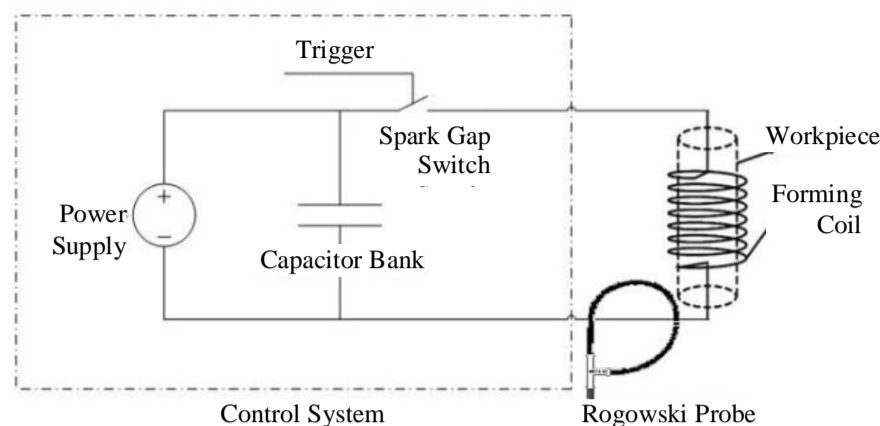 Trigger
Spark Gap
Switch
Workpiece
Forming
Coil
Power
Supply
+
−
Capacitor Bank
Control System
Rogowski Probe